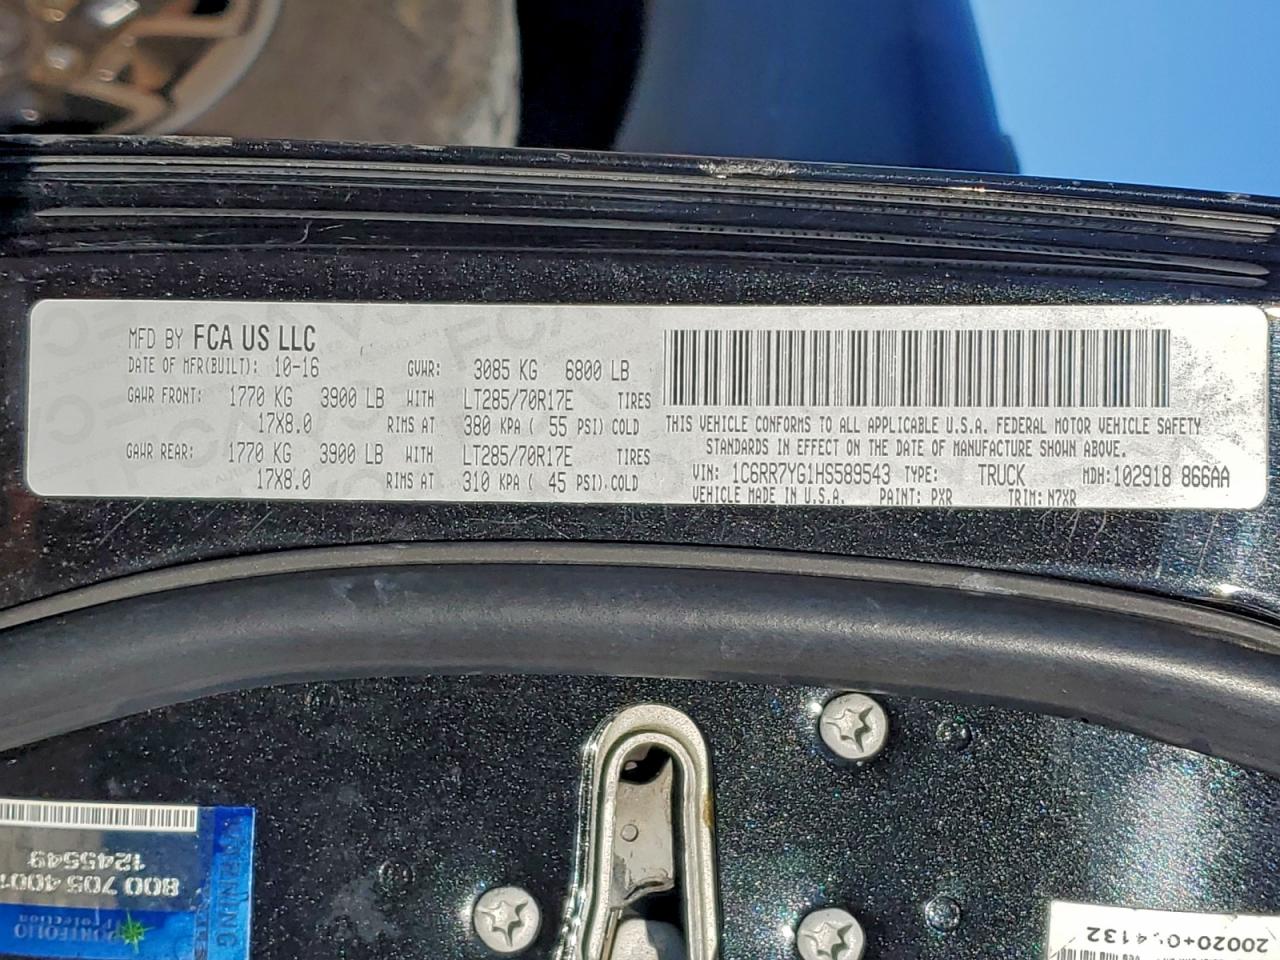 MFD BY FCA US LLC
DATE OF MFR(BUILT): 10-16 GVWR: 3085 KG 6800 LB
GAWR FRONT: 1770 KG 3900 LB WITH LT285/70R17E TIRES
17X8.0 RIMS AT 380 KPA ( 55 PSI) COLD
GAWR REAR: 1770 KG 3900 LB WITH LT285/70R17E TIRES
17X8.0 RIMS AT 310 KPA ( 45 PSI).COLD
THIS VEHICLE CONFORMS TO ALL APPLICABLE U.S.A. FEDERAL MOTOR VEHICLE SAFETY
STANDARDS IN EFFECT ON THE DATE OF MANUFACTURE SHOWN ABOVE.
VIN: 1C6RR7YG1HS589543 TYPE: TRUCK MDH:102918 866AA
VEHICLE MADE IN U.S.A. PAINT: PXR TRIM:N7XR
1245549
800 705 400
PORTFOLIO
Protection